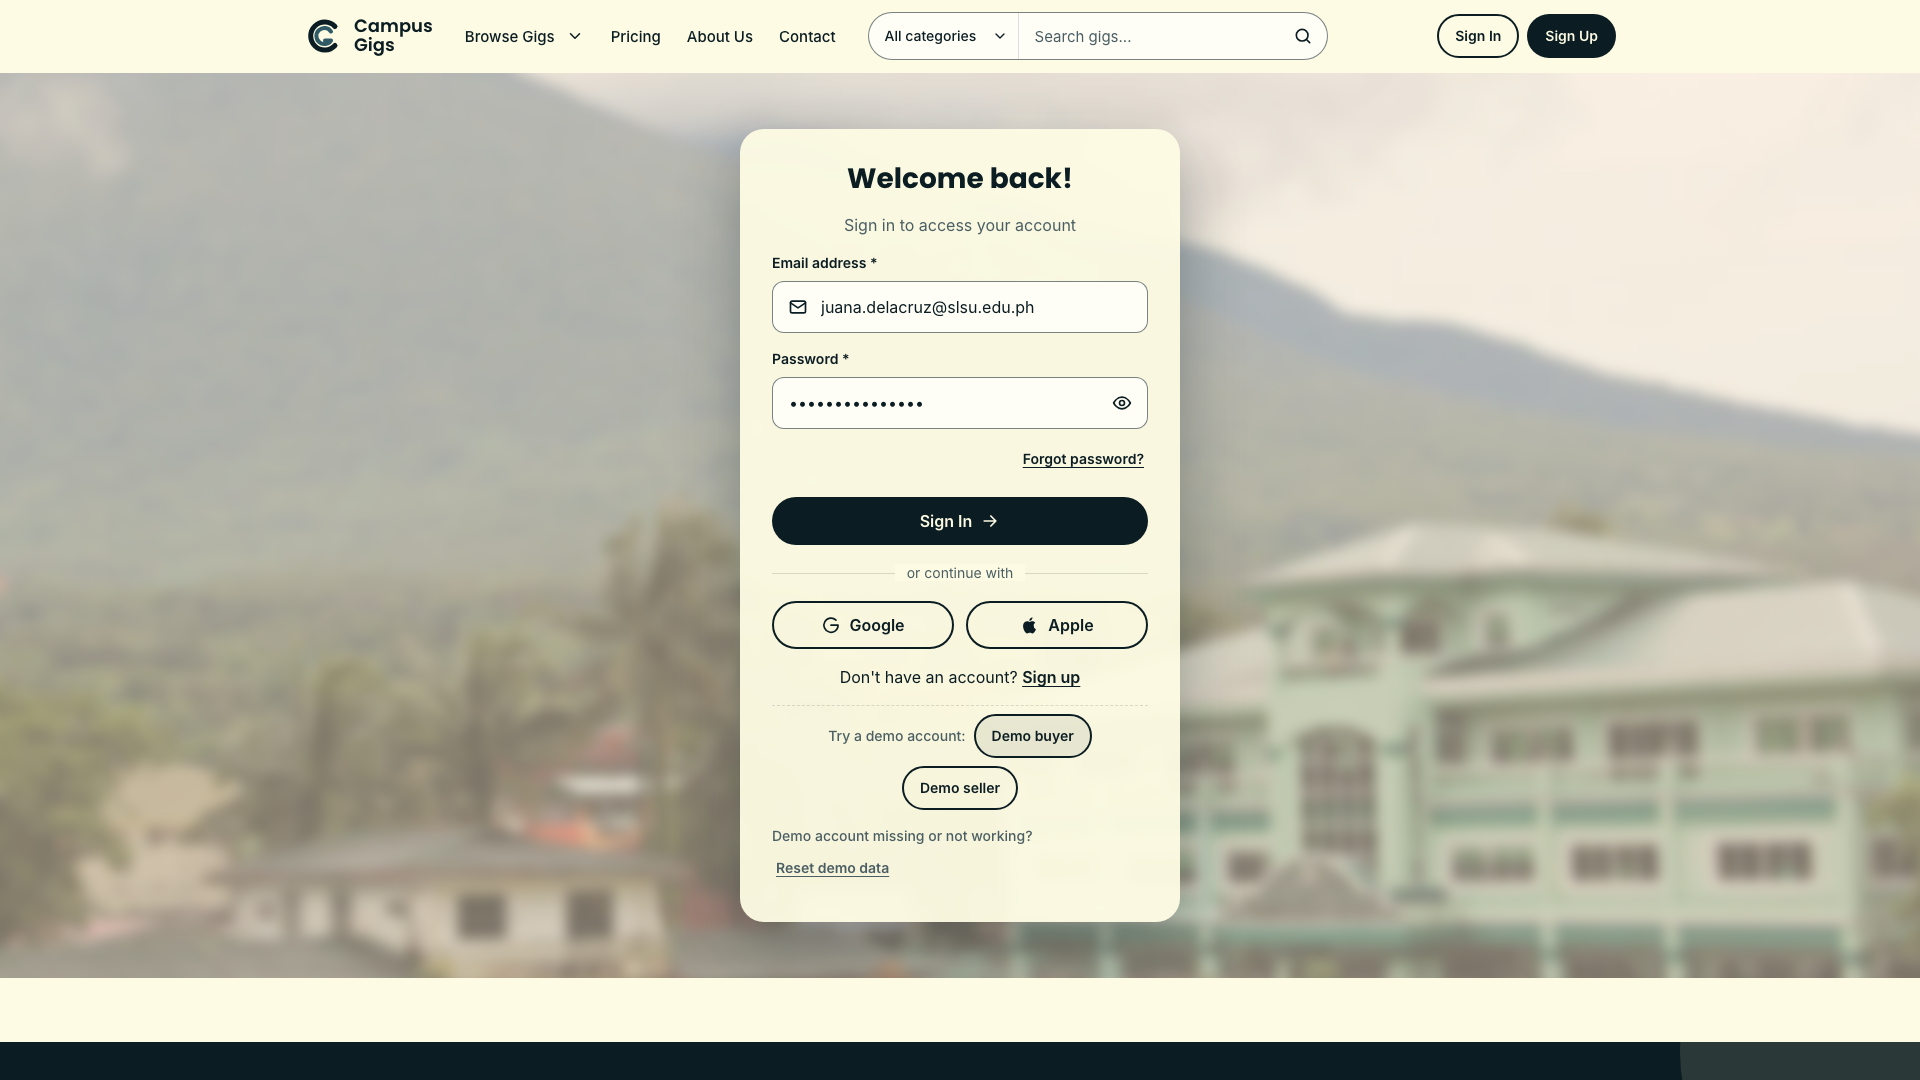 Campus
Gigs
Browse Gigs
Pricing
About Us
Contact
All categories
Search gigs...
Sign In
Sign Up
Welcome back!
Sign in to access your account
Email address *
juana.delacruz@slsu.edu.ph
Password *
•••••••••••••••
Forgot password?
Sign In
or continue with
Google
Apple
Don't have an account? Sign up
Try a demo account: Demo buyer
Demo seller
Demo account missing or not working?
Reset demo data